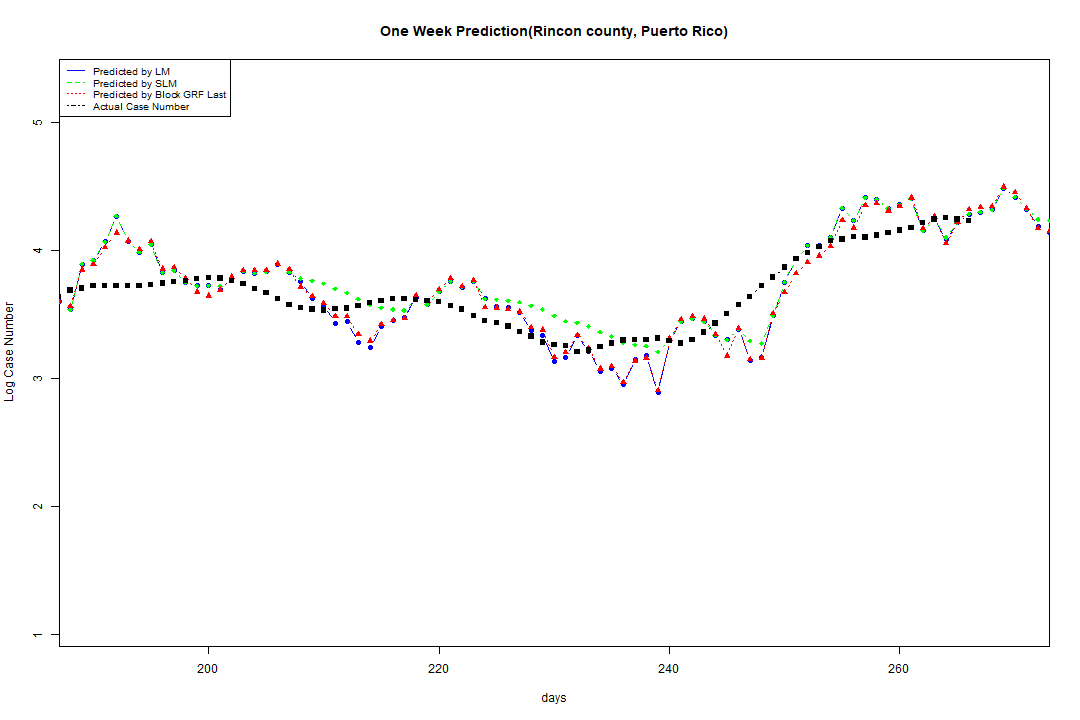 One Week Prediction(Rincon county, Puerto Rico)
Predicted by LM
Predicted by SLM
Predicted by Block GRF Last
Actual Case Number
5
4
3
2
1
Log Case Number
200 220 240 260
days